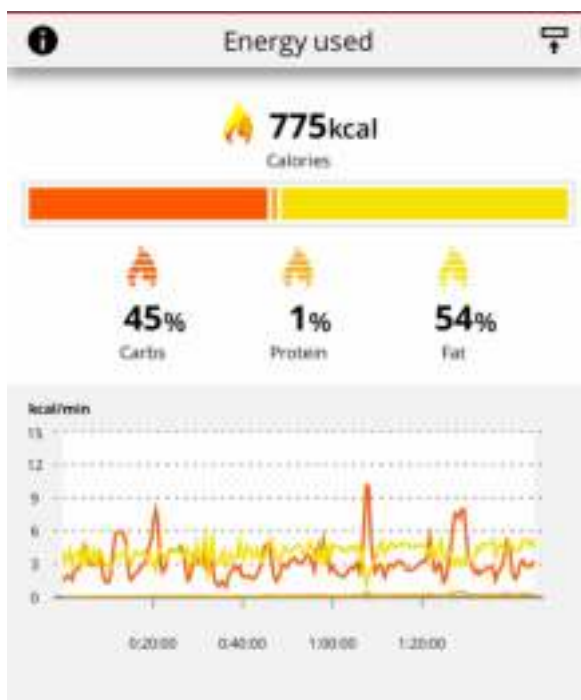 Energy used
775kcal
Calories
45% 1% 54%
Carbs Protein Fat
kcal/min
15
12
9
6
3
0
0:20:00 0:40:00 1:00:00 1:20:00